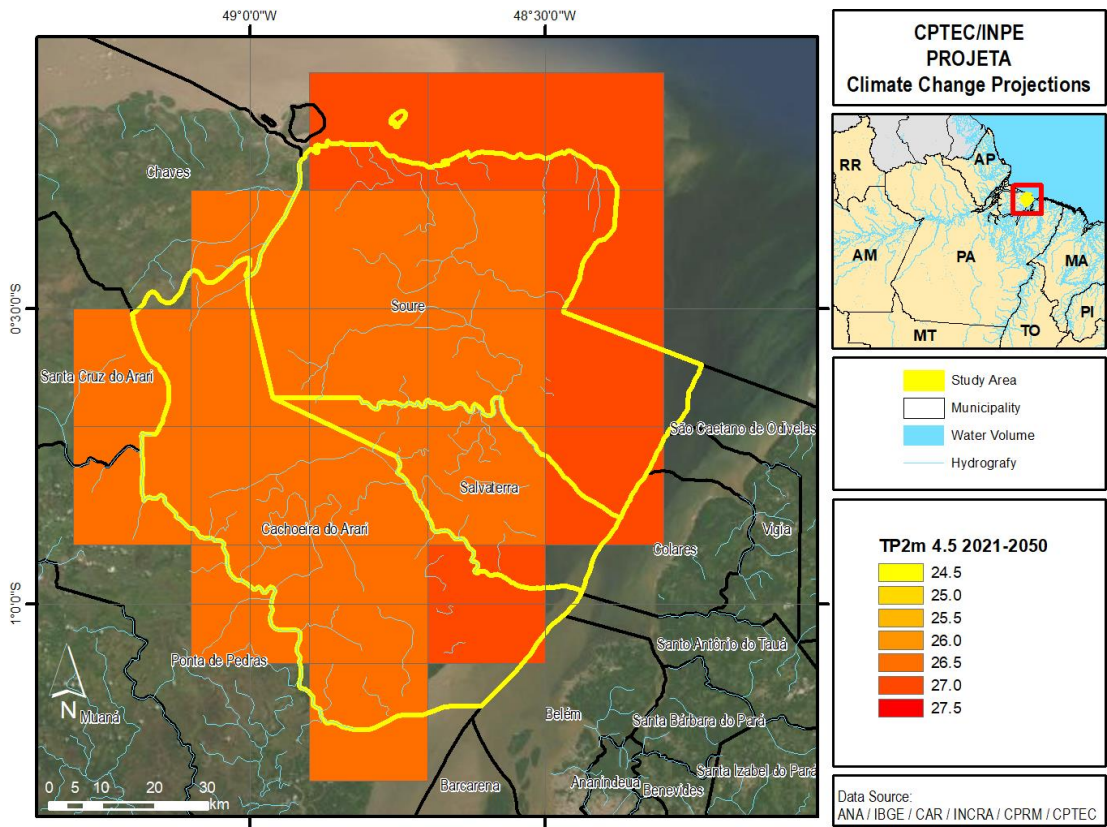 49°0'0"W
48°30'0"W
0°30'0"S
1°0'0"S
Chaves
Soure
Santa Cruz do Arari
São Caetano de Odivelas
Salvaterra
Cachoeira do Arari
Vigia
Colares
Santo Antônio do Tauá
Ponta de Pedras
Muaná
Belém
Santa Bárbara do Pará
Santa Izabel do Pará
Ananindeua
Benevides
Barcarena
N
0 5 10 20 30
km
CPTEC/INPE
PROJETA
Climate Change Projections
RR
AP
AM
PA
MA
PI
MT
TO
Study Area
Municipality
Water Volume
Hydrografy
TP2m 4.5 2021-2050
24.5
25.0
25.5
26.0
26.5
27.0
27.5
Data Source:
ANA / IBGE / CAR / INCRA / CPRM / CPTEC